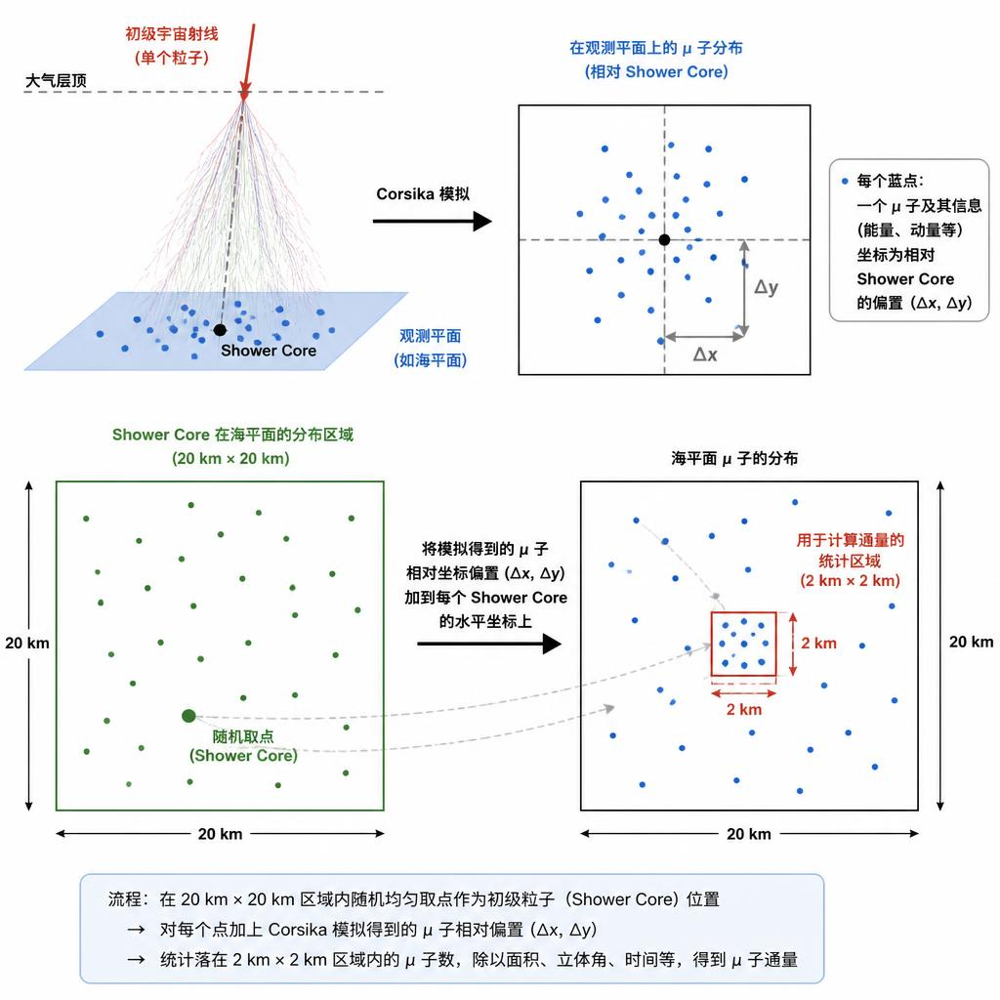 初级宇宙射线
(单个粒子)
大气层顶
Shower Core
观测平面
(如海平面)
Corsika 模拟
在观测平面上的 μ 子分布
(相对 Shower Core)
Δy
Δx
每个蓝点:
一个 μ 子及其信息
(能量、动量等)
坐标为相对
Shower Core
的偏置 (Δx, Δy)
Shower Core 在海平面的分布区域
(20 km × 20 km)
20 km
随机取点
(Shower Core)
20 km
将模拟得到的 μ 子
相对坐标偏置 (Δx, Δy)
加到每个 Shower Core
的水平坐标上
海平面 μ 子的分布
用于计算通量的
统计区域
(2 km × 2 km)
2 km
2 km
20 km
20 km
流程: 在 20 km × 20 km 区域内随机均匀取点作为初级粒子（Shower Core）位置
→ 对每个点加上 Corsika 模拟得到的 μ 子相对偏置 (Δx, Δy)
→ 统计落在 2 km × 2 km 区域内的 μ 子数，除以面积、立体角、时间等，得到 μ 子通量